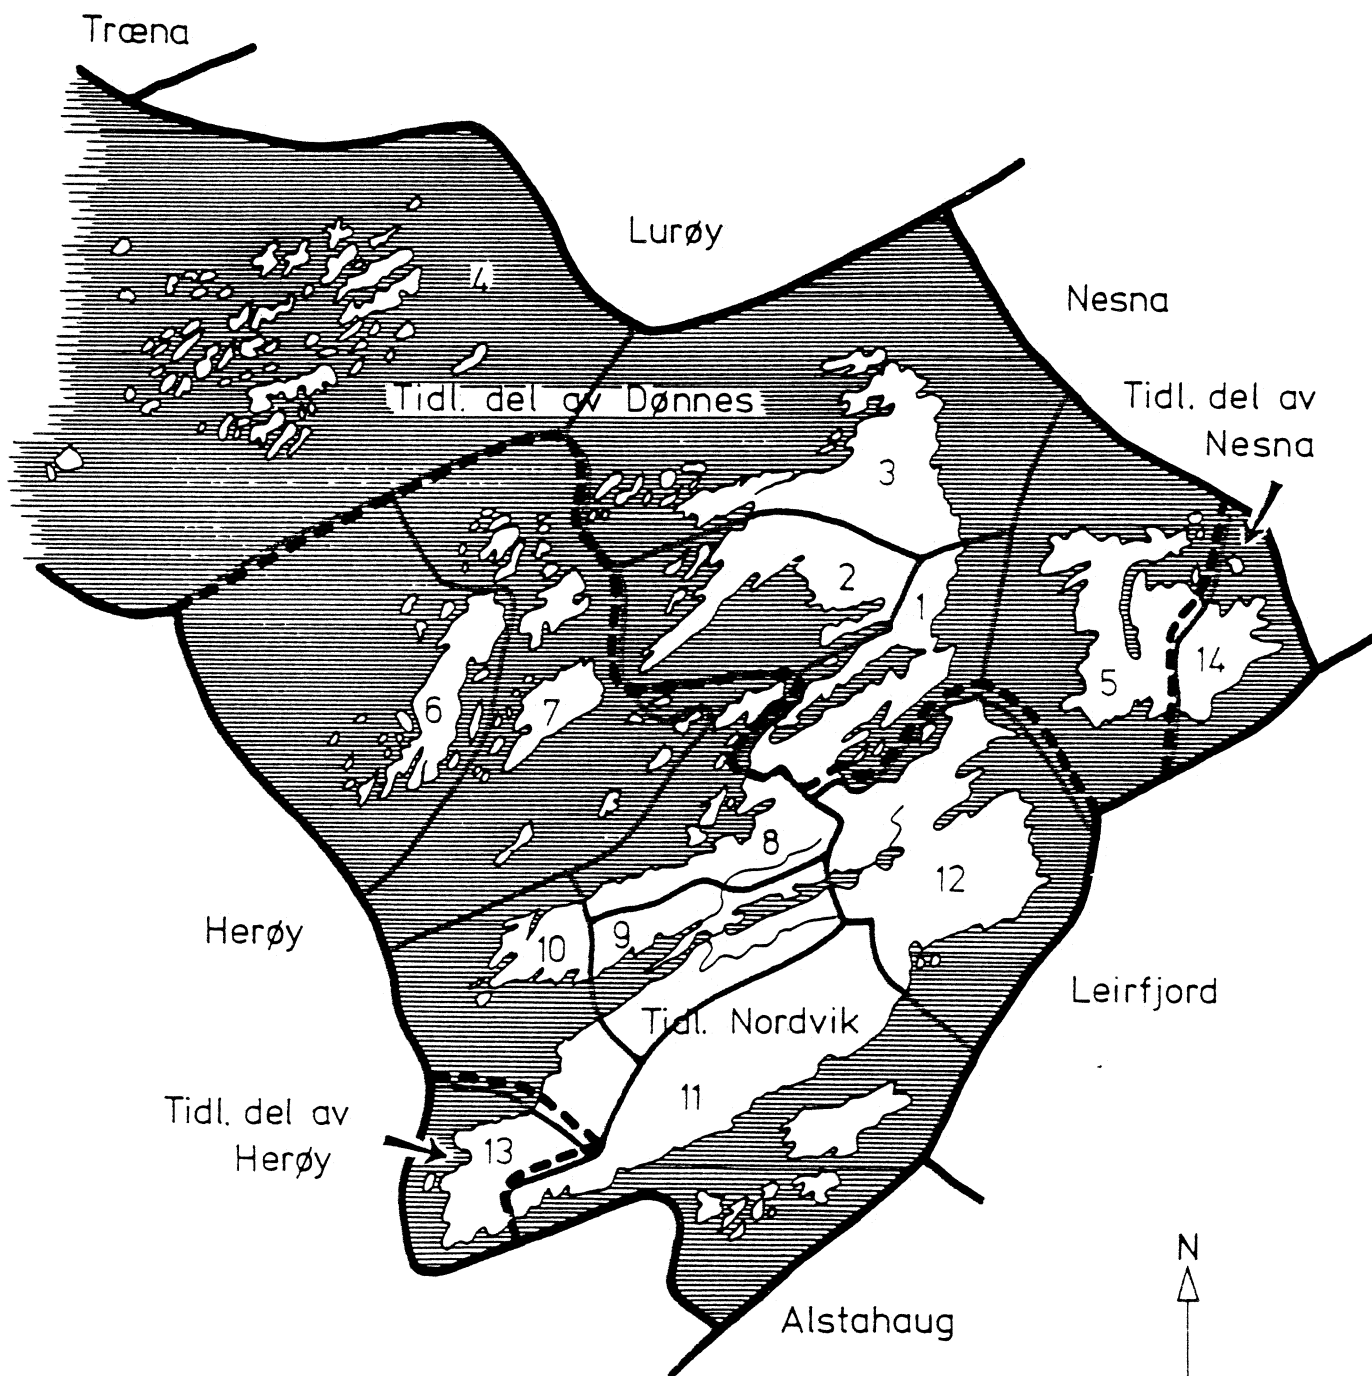 Træna
Lurøy
4
Nesna
Tidl. del av Dønnes
Tidl. del av
Nesna
3
2
1
14
5
6
7
8
12
Herøy
9
10
Leirfjord
Tidl. Nordvik
11
Tidl. del av
Herøy
13
N
Alstahaug